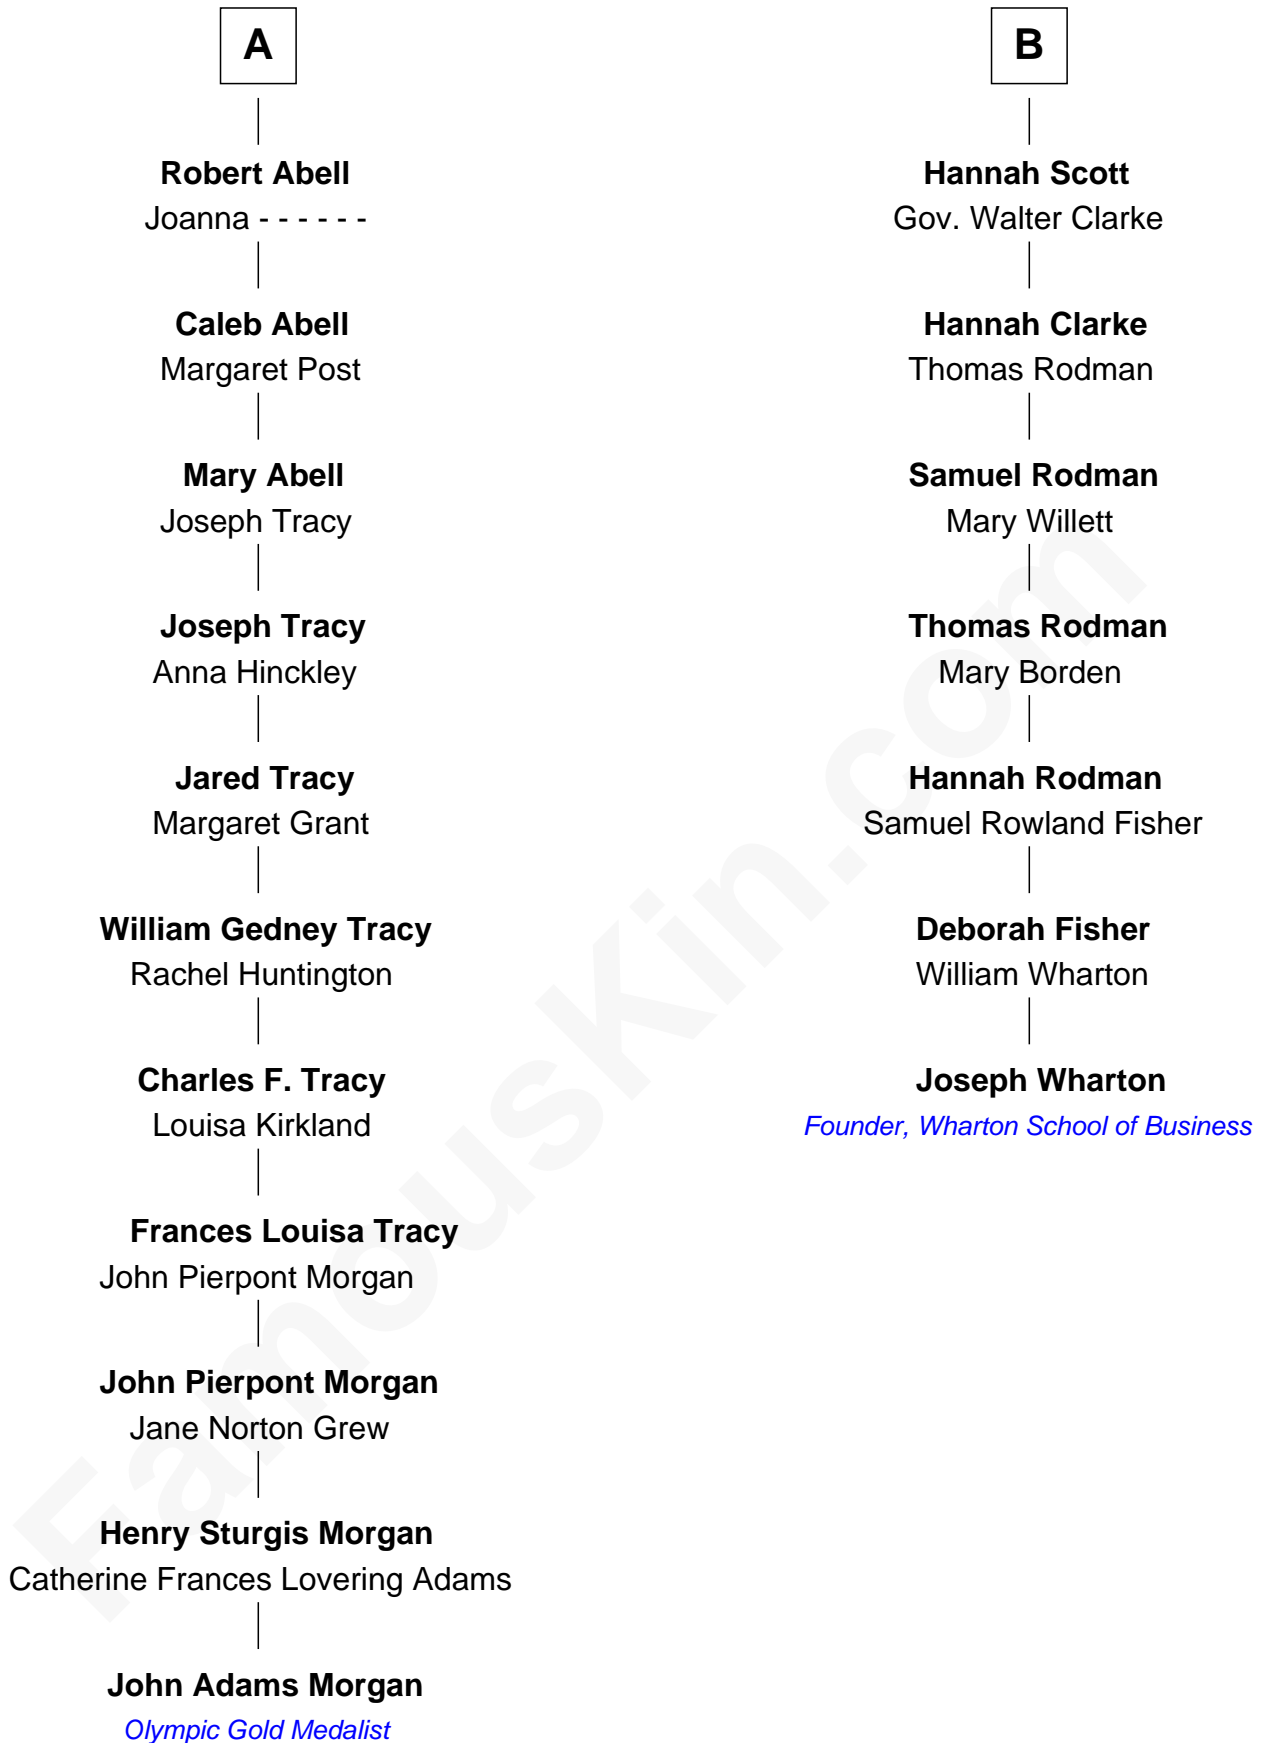 A
Robert Abell
Joanna - - - - - -
Caleb Abell
Margaret Post
Mary Abell
Joseph Tracy
Joseph Tracy
Anna Hinckley
Jared Tracy
Margaret Grant
William Gedney Tracy
Rachel Huntington
Charles F. Tracy
Louisa Kirkland
Frances Louisa Tracy
John Pierpont Morgan
John Pierpont Morgan
Jane Norton Grew
Henry Sturgis Morgan
Catherine Frances Lovering Adams
John Adams Morgan
Olympic Gold Medalist
B
Hannah Scott
Gov. Walter Clarke
Hannah Clarke
Thomas Rodman
Samuel Rodman
Mary Willett
Thomas Rodman
Mary Borden
Hannah Rodman
Samuel Rowland Fisher
Deborah Fisher
William Wharton
Joseph Wharton
Founder, Wharton School of Business
FamousKin.com